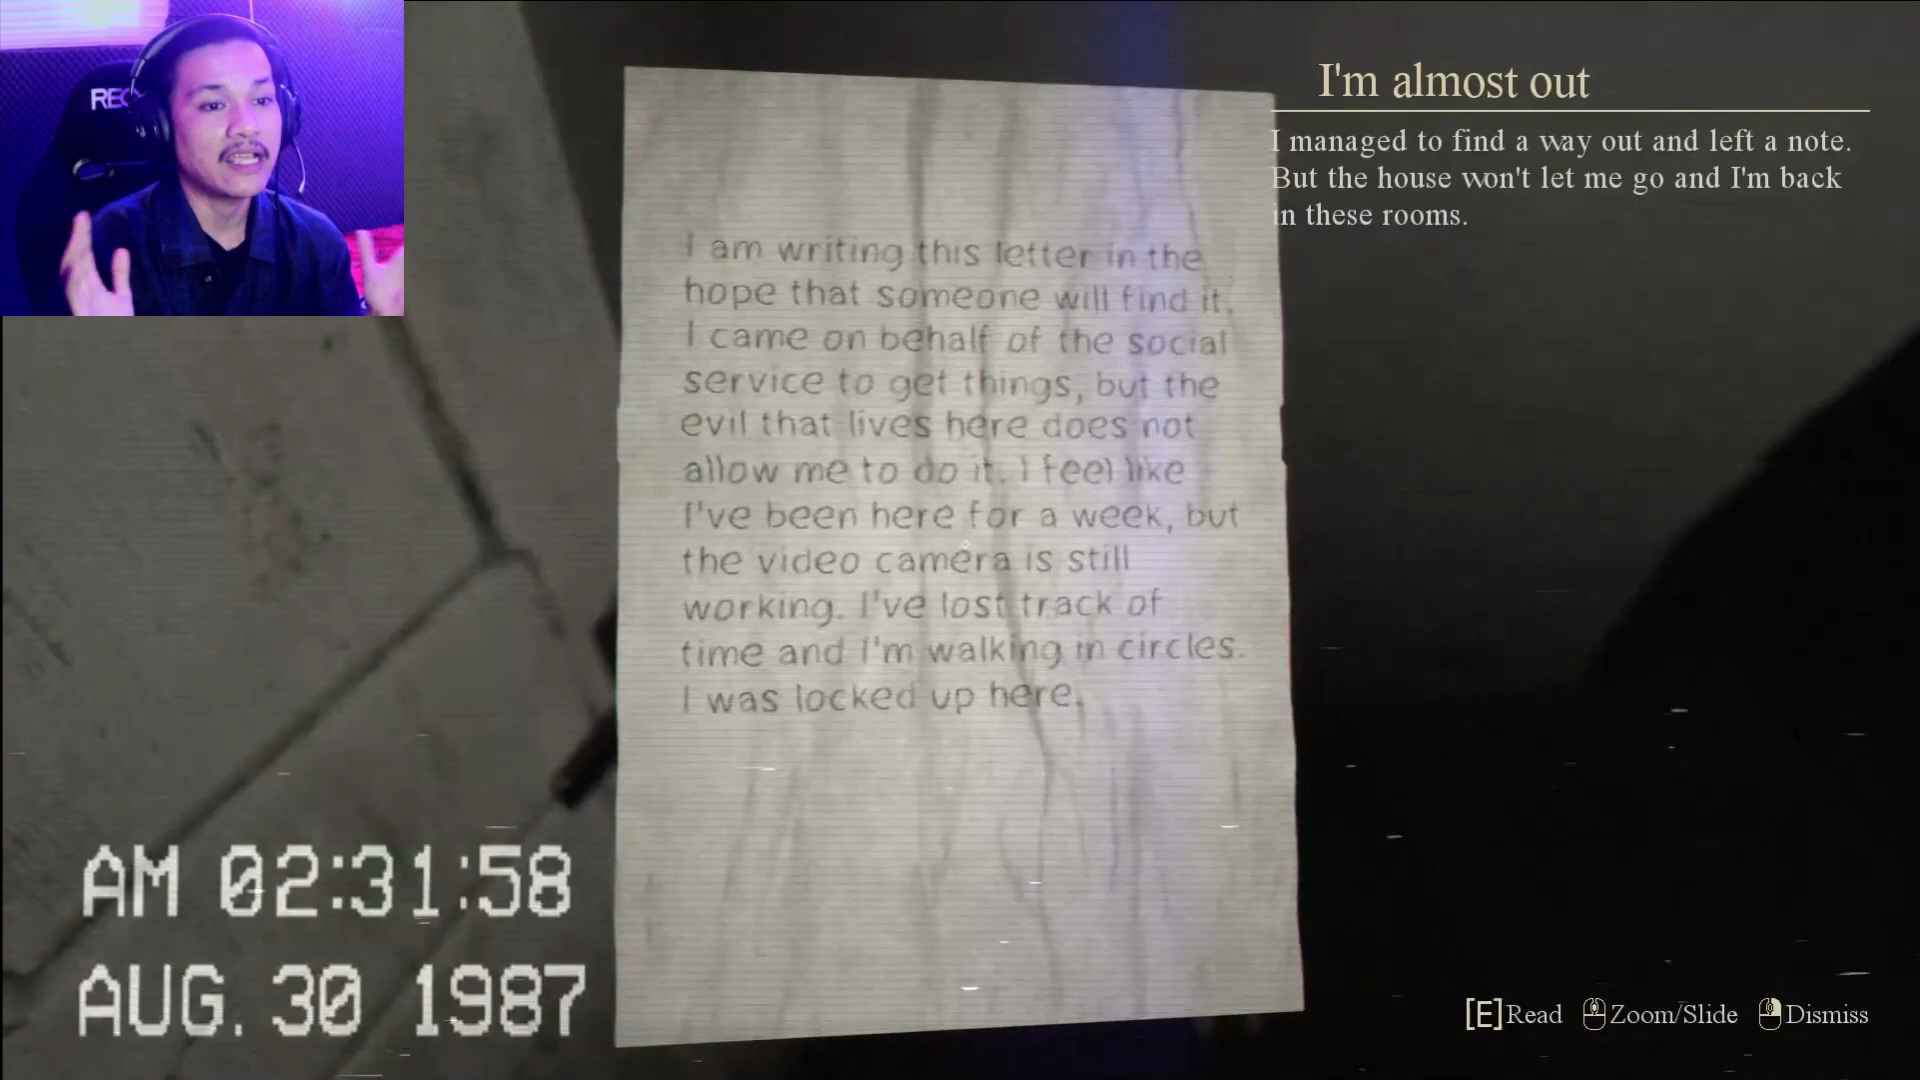 REC
I'm almost out
I managed to find a way out and left a note.
But the house won't let me go and I'm back
in these rooms.
I am writing this letter in the
hope that someone will find it.
I came on behalf of the social
service to get things, but the
evil that lives here does not
allow me to do it. I feel like
I've been here for a week, but
the video camera is still
working. I've lost track of
time and I'm walking in circles.
I was locked up here.
AM 02:31:58
AUG. 30 1987
[E]Read Zoom/Slide Dismiss